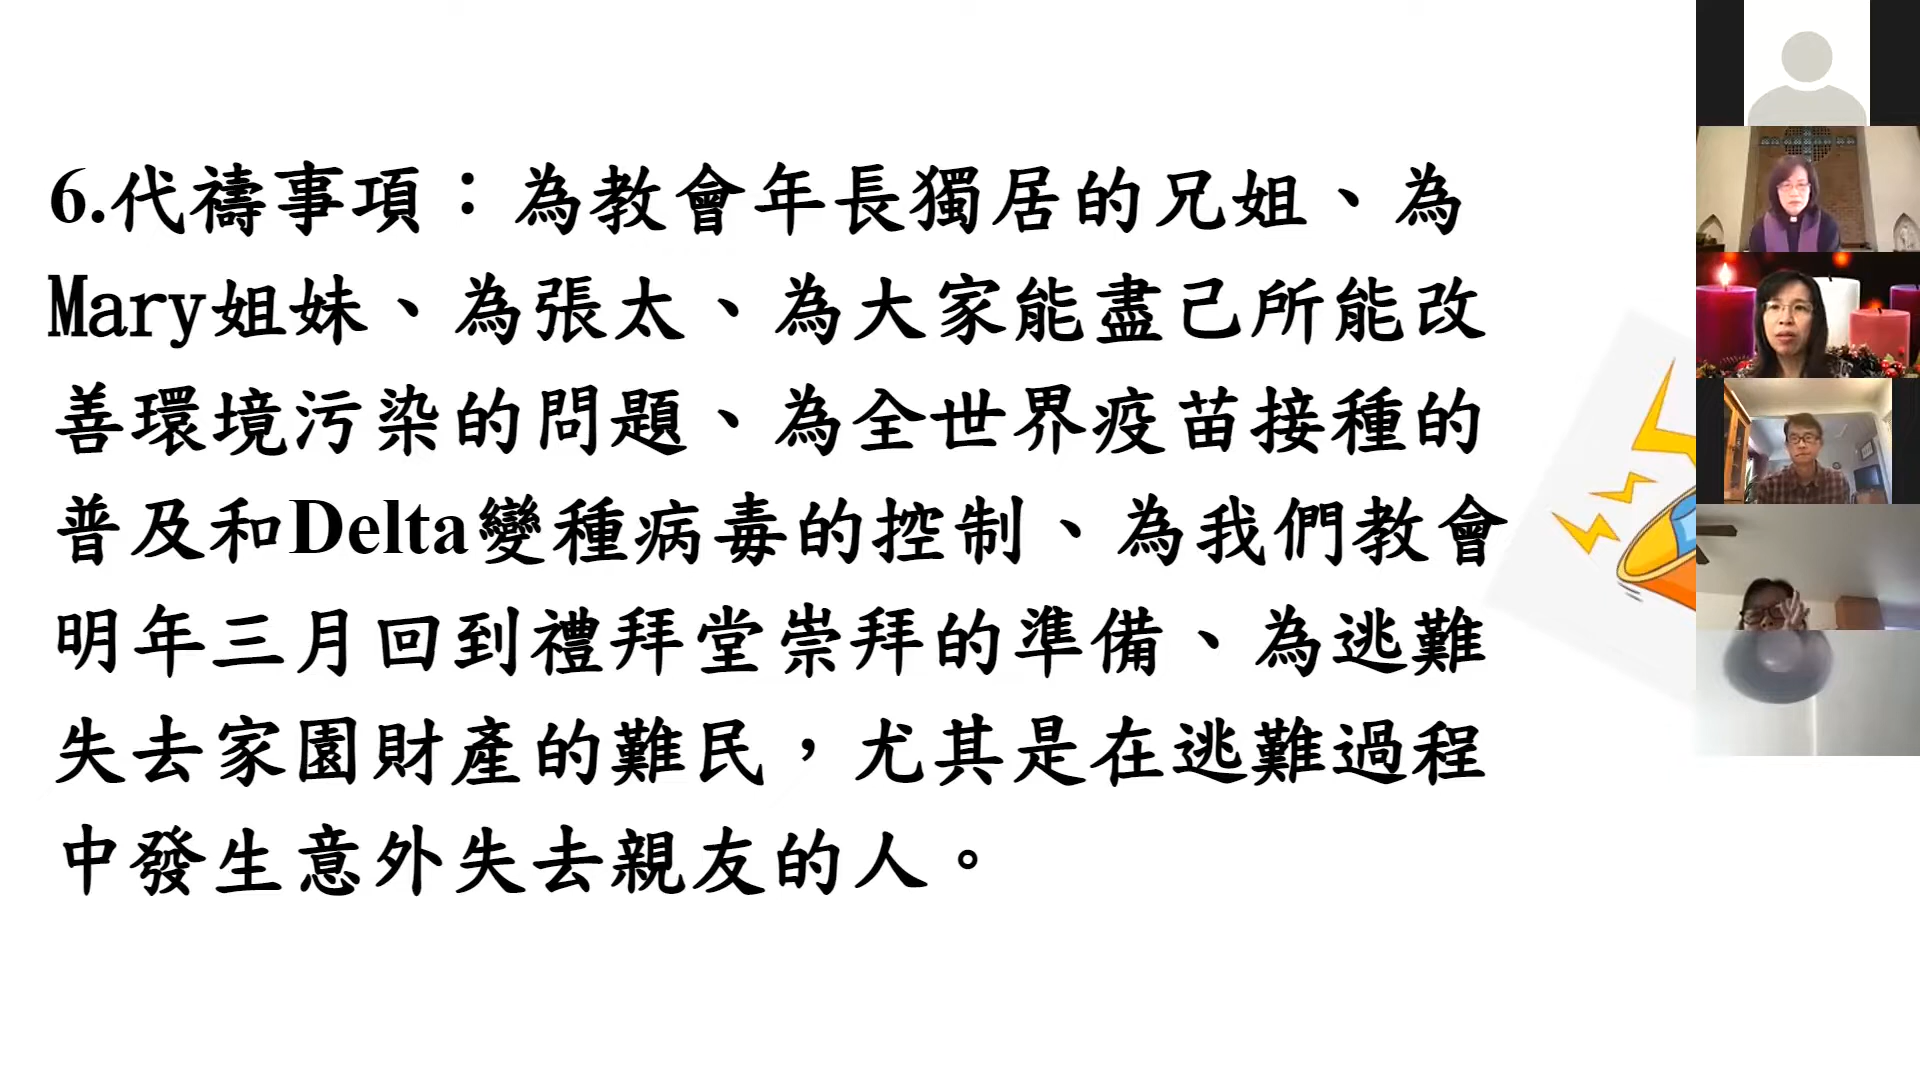 6.代禱事項：為教會年長獨居的兄姐、為
Mary姐妹、為張太、為大家能盡己所能改
善環境污染的問題、為全世界疫苗接種的
普及和Delta變種病毒的控制、為我們教會
明年三月回到禮拜堂崇拜的準備、為逃難
失去家園財產的難民，尤其是在逃難過程
中發生意外失去親友的人。